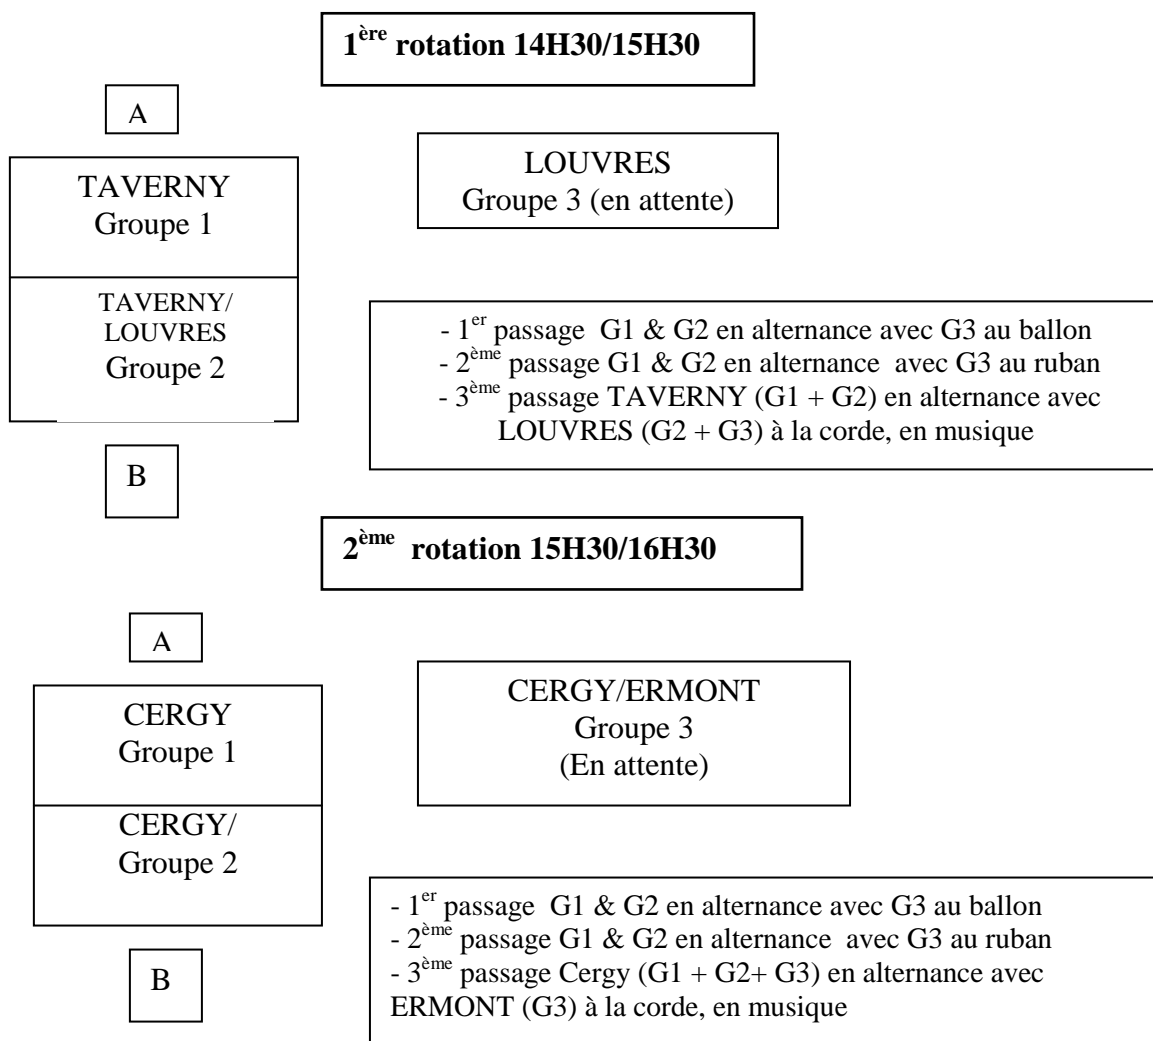 1ère rotation 14H30/15H30
A
LOUVRES
Groupe 3 (en attente)
TAVERNY
Groupe 1
TAVERNY/
LOUVRES
Groupe 2
- 1er passage G1 & G2 en alternance avec G3 au ballon
- 2ème passage G1 & G2 en alternance avec G3 au ruban
- 3ème passage TAVERNY (G1 + G2) en alternance avec
LOUVRES (G2 + G3) à la corde, en musique
B
2ème rotation 15H30/16H30
A
CERGY/ERMONT
Groupe 3
(En attente)
CERGY
Groupe 1
CERGY/
Groupe 2
- 1er passage G1 & G2 en alternance avec G3 au ballon
- 2ème passage G1 & G2 en alternance avec G3 au ruban
- 3ème passage Cergy (G1 + G2+ G3) en alternance avec
ERMONT (G3) à la corde, en musique
B